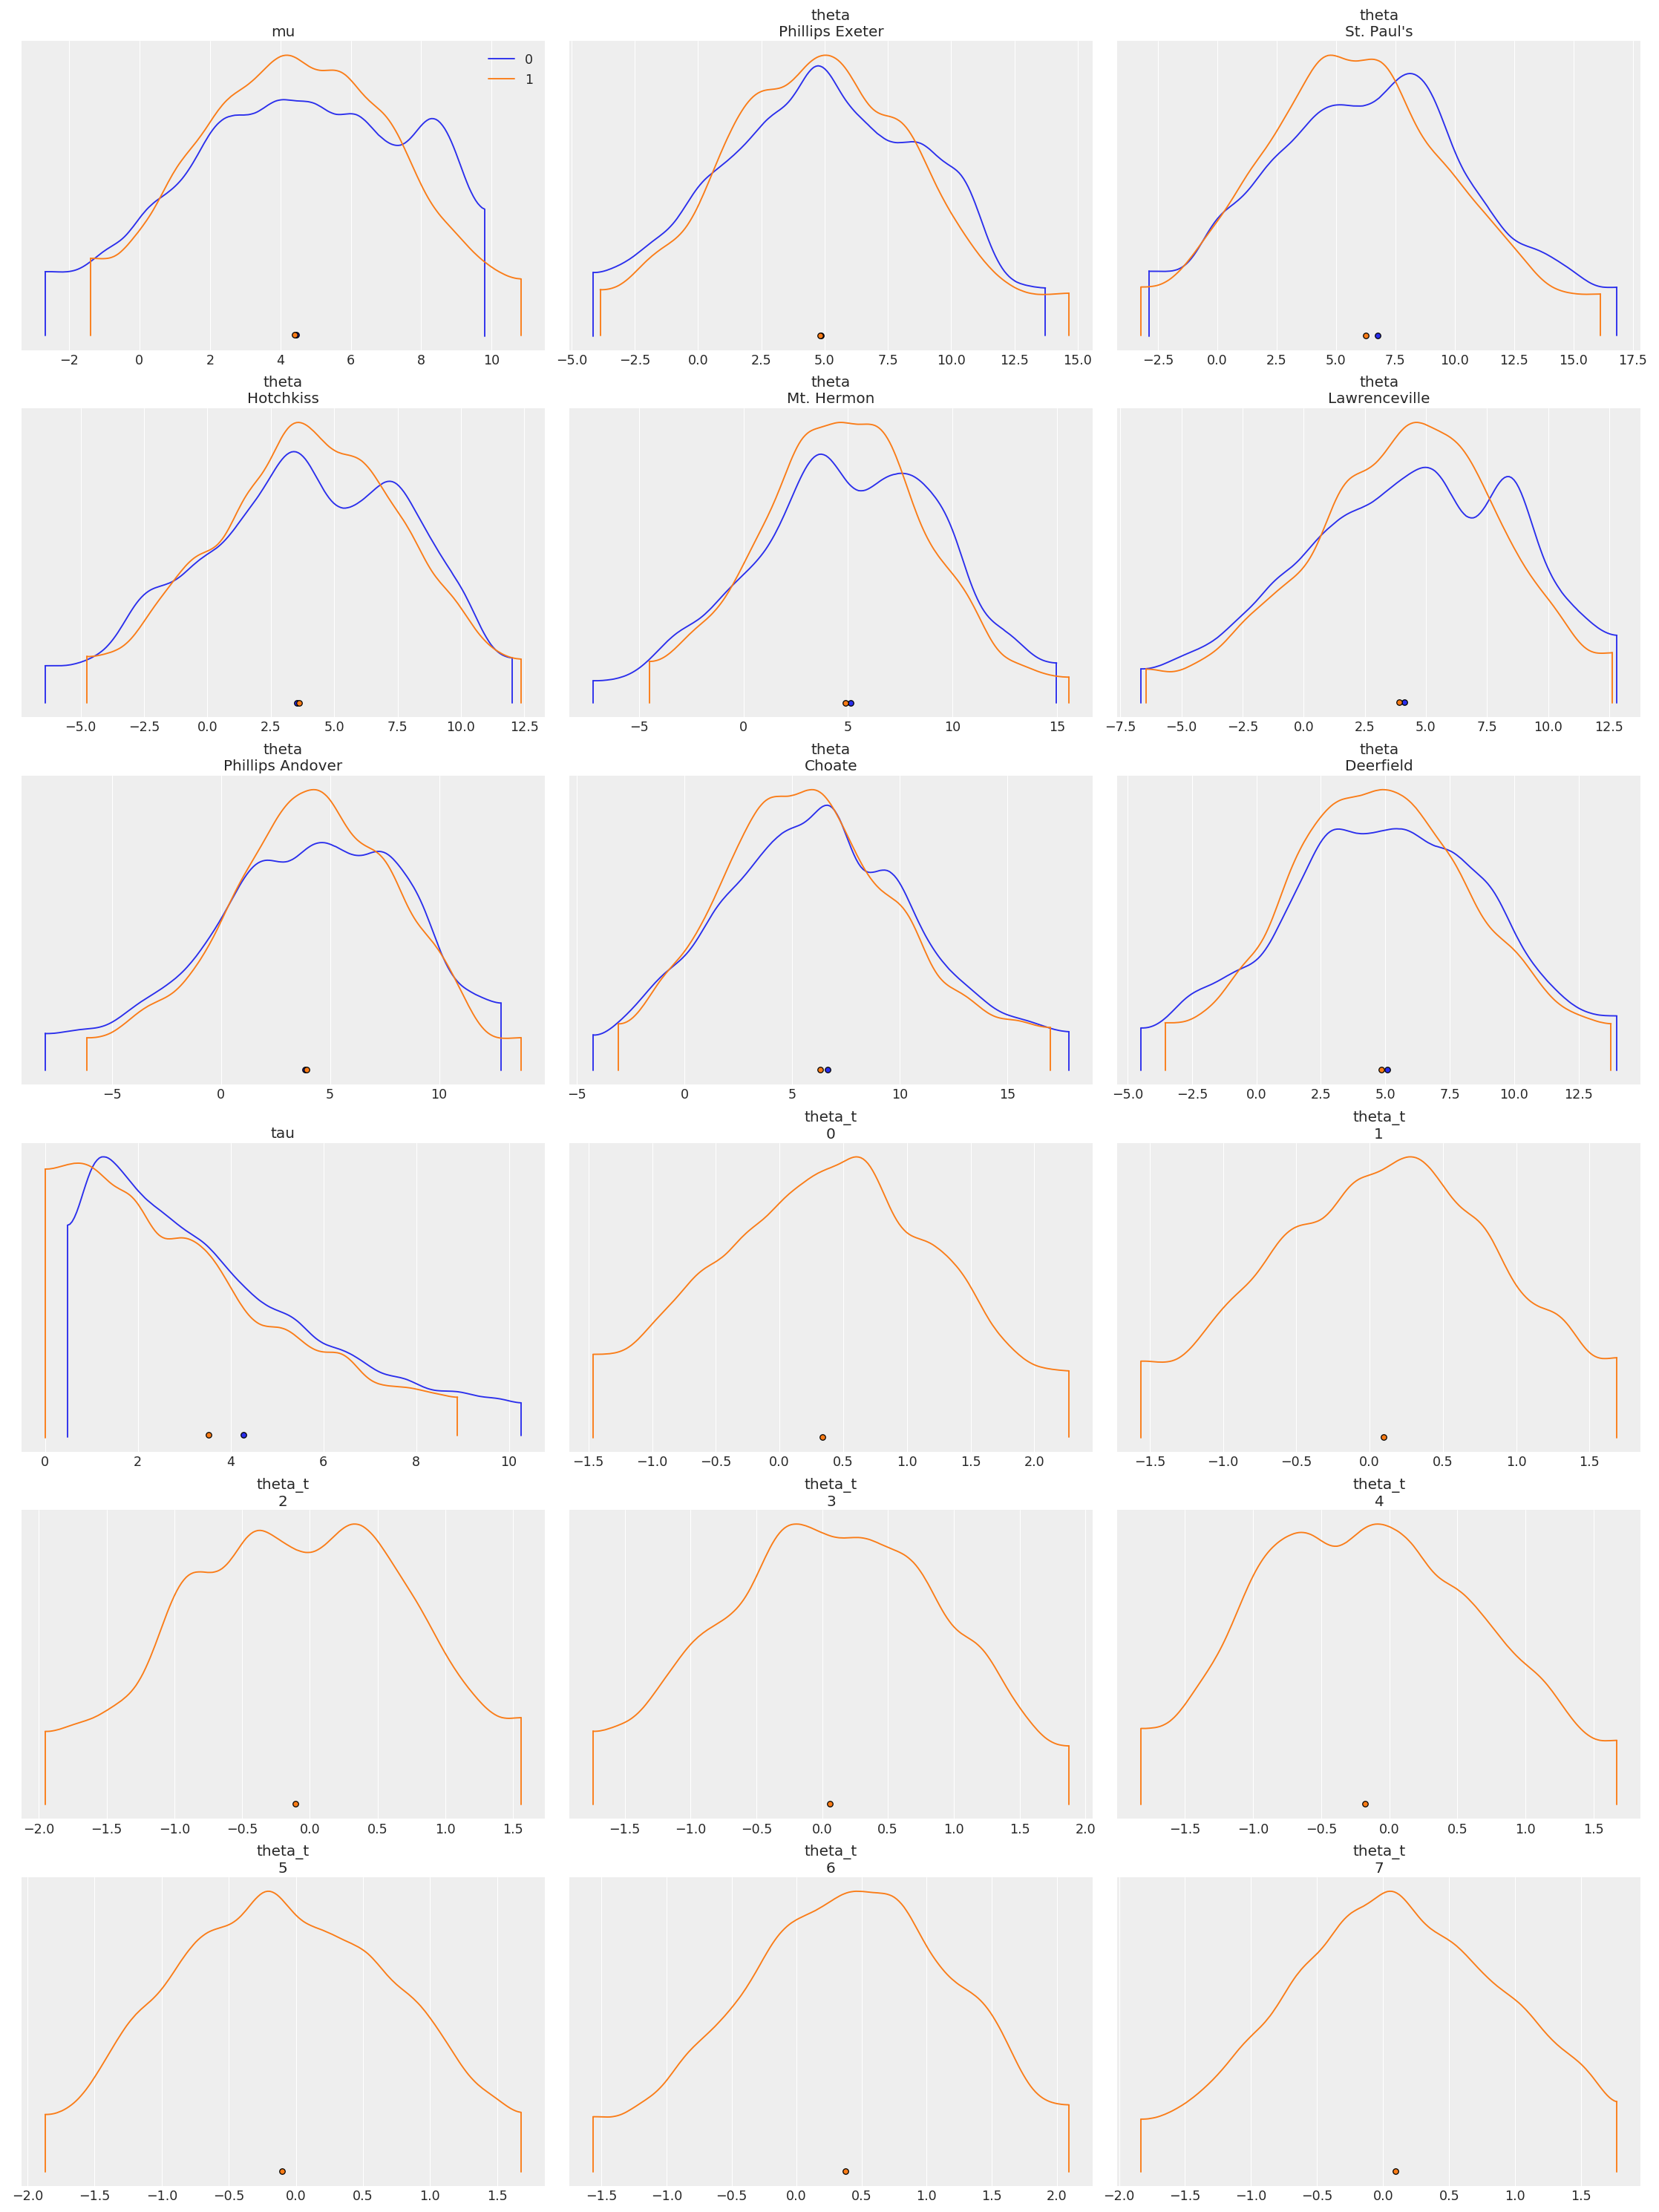 mu
0
1
−2 0 2 4 6 8 10
theta
Phillips Exeter
−5.0 −2.5 0.0 2.5 5.0 7.5 10.0 12.5 15.0
theta
St. Paul's
−2.5 0.0 2.5 5.0 7.5 10.0 12.5 15.0 17.5
theta
Hotchkiss
−5.0 −2.5 0.0 2.5 5.0 7.5 10.0 12.5
theta
Mt. Hermon
−5 0 5 10 15
theta
Lawrenceville
−7.5 −5.0 −2.5 0.0 2.5 5.0 7.5 10.0 12.5
theta
Phillips Andover
−5 0 5 10
theta
Choate
−5 0 5 10 15
theta
Deerfield
−5.0 −2.5 0.0 2.5 5.0 7.5 10.0 12.5
tau
0 2 4 6 8 10
theta_t
0
−1.5 −1.0 −0.5 0.0 0.5 1.0 1.5 2.0
theta_t
1
−1.5 −1.0 −0.5 0.0 0.5 1.0 1.5
theta_t
2
−2.0 −1.5 −1.0 −0.5 0.0 0.5 1.0 1.5
theta_t
3
−1.5 −1.0 −0.5 0.0 0.5 1.0 1.5 2.0
theta_t
4
−1.5 −1.0 −0.5 0.0 0.5 1.0 1.5
theta_t
5
−2.0 −1.5 −1.0 −0.5 0.0 0.5 1.0 1.5
theta_t
6
−1.5 −1.0 −0.5 0.0 0.5 1.0 1.5 2.0
theta_t
7
−2.0 −1.5 −1.0 −0.5 0.0 0.5 1.0 1.5